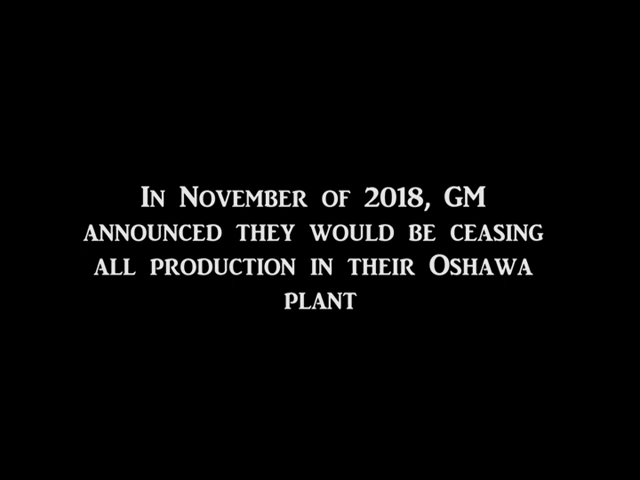 In November of 2018, GM
announced they would be ceasing
all production in their Oshawa
plant